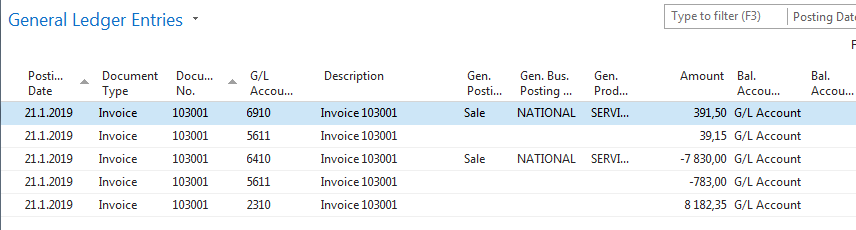 General Ledger Entries
Type to filter (F3) Posting Date
F
Posti... Document Docu... G/L Description Gen. Gen. Bus. Gen. Amount Bal. Bal.
Date Type No. Accou... Posti... Posting ... Prod... Accou... Accou...
21.1.2019 Invoice 103001 6910 Invoice 103001 Sale NATIONAL SERVI... 391,50 G/L Account
21.1.2019 Invoice 103001 5611 Invoice 103001 39,15 G/L Account
21.1.2019 Invoice 103001 6410 Invoice 103001 Sale NATIONAL SERVI... -7 830,00 G/L Account
21.1.2019 Invoice 103001 5611 Invoice 103001 -783,00 G/L Account
21.1.2019 Invoice 103001 2310 Invoice 103001 8 182,35 G/L Account